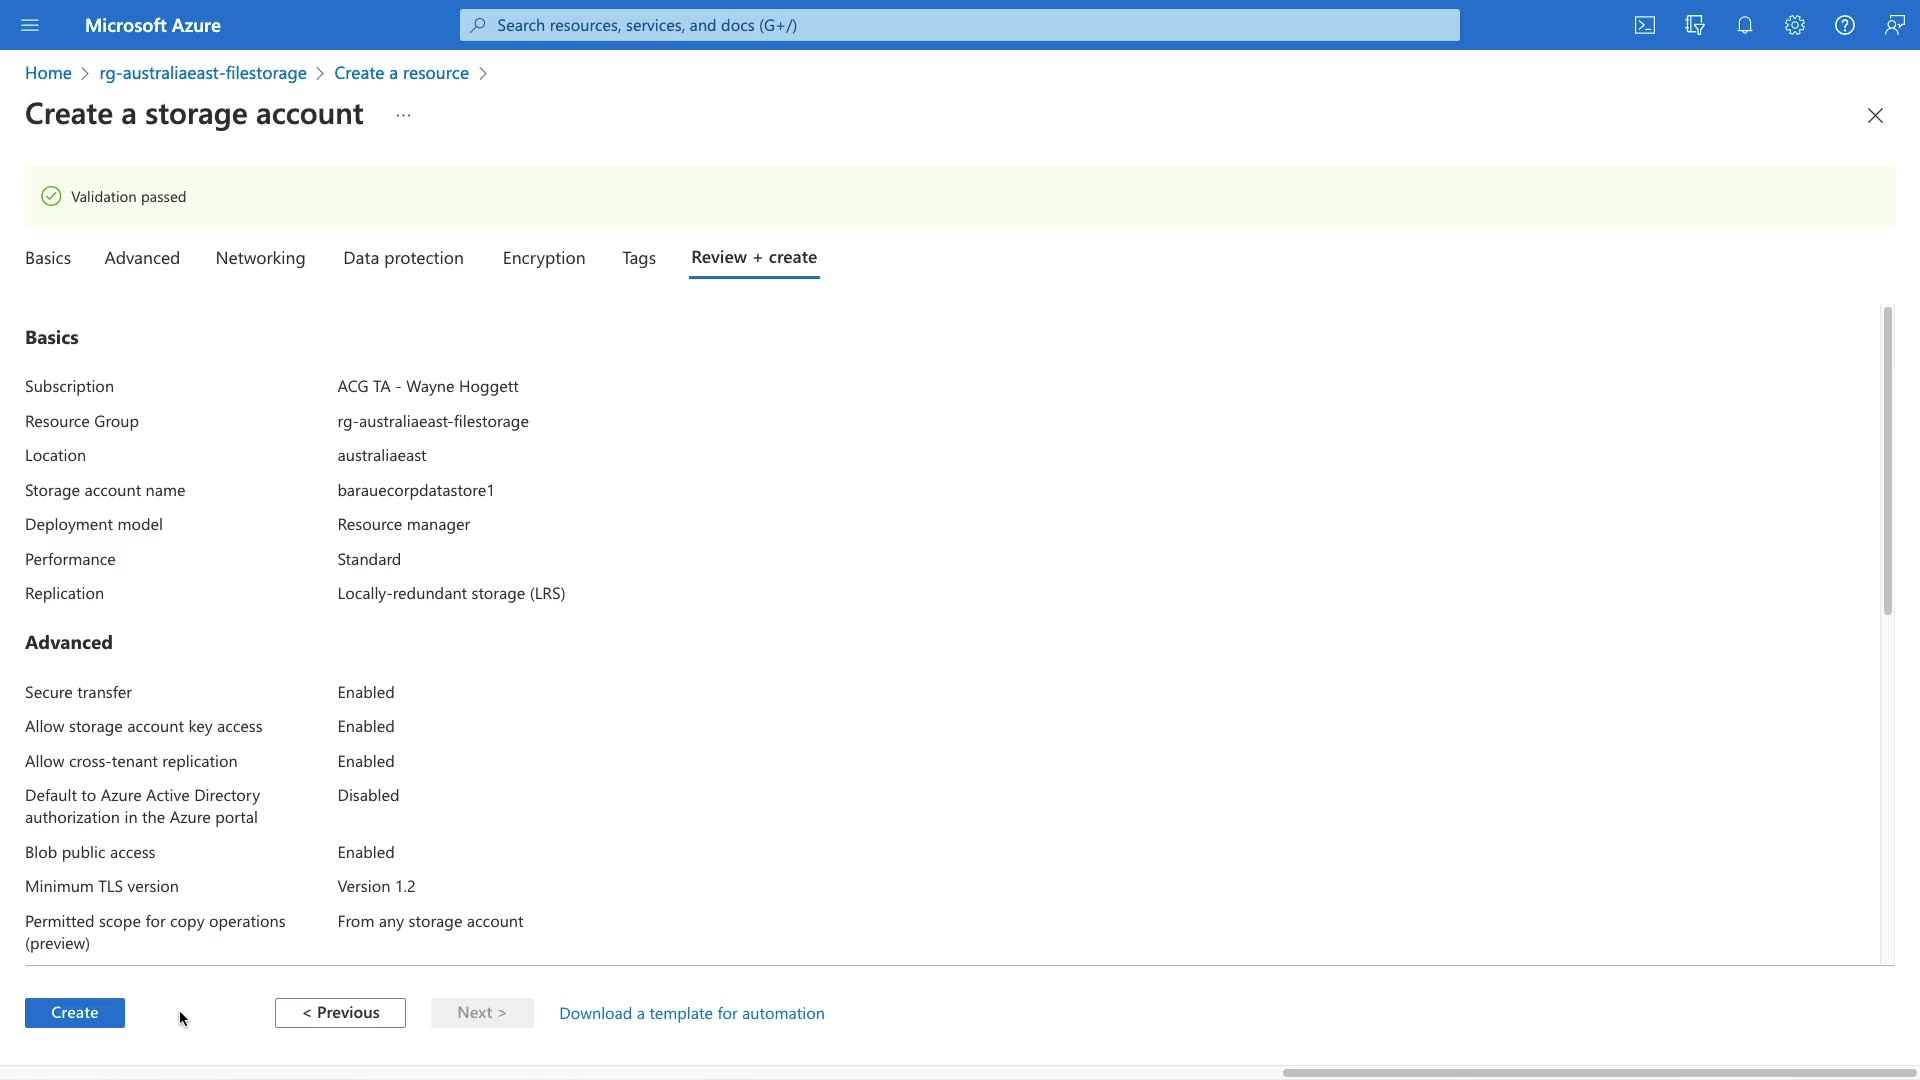 Microsoft Azure
Search resources, services, and docs (G+/)
Home > rg-australiaeast-filestorage > Create a resource >
Create a storage account ...
Validation passed
Basics Advanced Networking Data protection Encryption Tags Review + create
Basics
Subscription ACG TA - Wayne Hoggett
Resource Group rg-australiaeast-filestorage
Location australiaeast
Storage account name barauecorpdatastore1
Deployment model Resource manager
Performance Standard
Replication Locally-redundant storage (LRS)
Advanced
Secure transfer Enabled
Allow storage account key access Enabled
Allow cross-tenant replication Enabled
Default to Azure Active Directory Disabled
authorization in the Azure portal
Blob public access Enabled
Minimum TLS version Version 1.2
Permitted scope for copy operations From any storage account
(preview)
Create < Previous Next > Download a template for automation